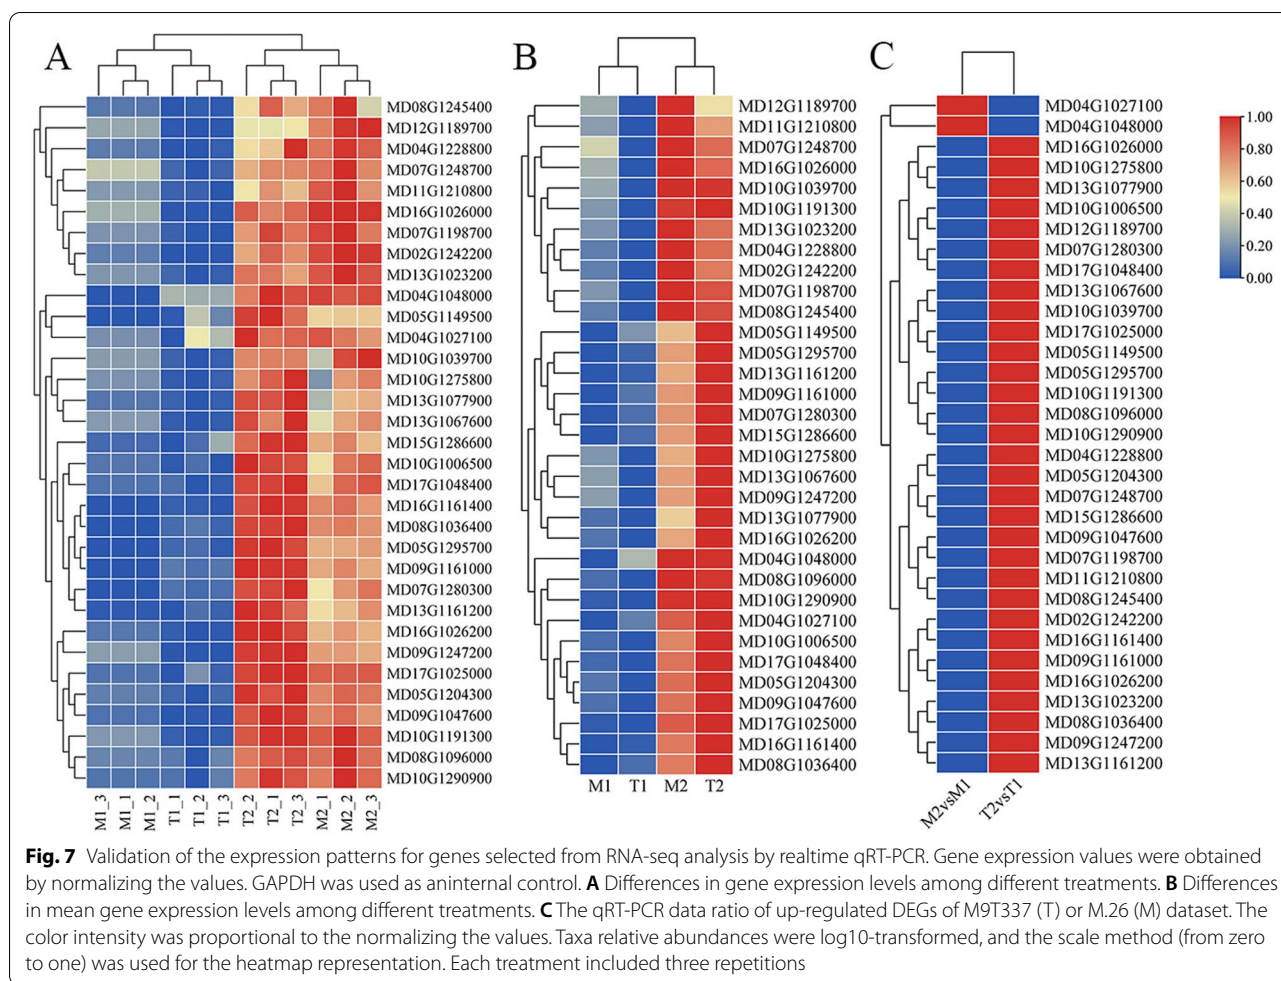 A
MD08G1245400
MD12G1189700
MD04G1228800
MD07G1248700
MD11G1210800
MD16G1026000
MD07G1198700
MD02G1242200
MD13G1023200
MD04G1048000
MD05G1149500
MD04G1027100
MD10G1039700
MD10G1275800
MD13G1077900
MD13G1067600
MD15G1286600
MD10G1006500
MD17G1048400
MD16G1161400
MD08G1036400
MD05G1295700
MD09G1161000
MD07G1280300
MD13G1161200
MD16G1026200
MD09G1247200
MD17G1025000
MD05G1204300
MD09G1047600
MD10G1191300
MD08G1096000
MD10G1290900
M1_3 M1_1 M1_2 T1_1 T1_2 T1_3 T2_2 T2_1 T2_3 M2_1 M2_2 M2_3
B
MD12G1189700
MD11G1210800
MD07G1248700
MD16G1026000
MD10G1039700
MD10G1191300
MD13G1023200
MD04G1228800
MD02G1242200
MD07G1198700
MD08G1245400
MD05G1149500
MD05G1295700
MD13G1161200
MD09G1161000
MD07G1280300
MD15G1286600
MD10G1275800
MD13G1067600
MD09G1247200
MD13G1077900
MD16G1026200
MD04G1048000
MD08G1096000
MD10G1290900
MD04G1027100
MD10G1006500
MD17G1048400
MD05G1204300
MD09G1047600
MD17G1025000
MD16G1161400
MD08G1036400
M1 T1 M2 T2
C
MD04G1027100
MD04G1048000
MD16G1026000
MD10G1275800
MD13G1077900
MD10G1006500
MD12G1189700
MD07G1280300
MD17G1048400
MD13G1067600
MD10G1039700
MD17G1025000
MD05G1149500
MD05G1295700
MD10G1191300
MD08G1096000
MD10G1290900
MD04G1228800
MD05G1204300
MD07G1248700
MD15G1286600
MD09G1047600
MD07G1198700
MD11G1210800
MD08G1245400
MD02G1242200
MD16G1161400
MD09G1161000
MD16G1026200
MD13G1023200
MD08G1036400
MD09G1247200
MD13G1161200
M2vsM1 T2vsT1
1.00
0.80
0.60
0.40
0.20
0.00
Fig. 7 Validation of the expression patterns for genes selected from RNA-seq analysis by realtime qRT-PCR. Gene expression values were obtained
by normalizing the values. GAPDH was used as aninternal control. A Differences in gene expression levels among different treatments. B Differences
in mean gene expression levels among different treatments. C The qRT-PCR data ratio of up-regulated DEGs of M9T337 (T) or M.26 (M) dataset. The
color intensity was proportional to the normalizing the values. Taxa relative abundances were log10-transformed, and the scale method (from zero
to one) was used for the heatmap representation. Each treatment included three repetitions